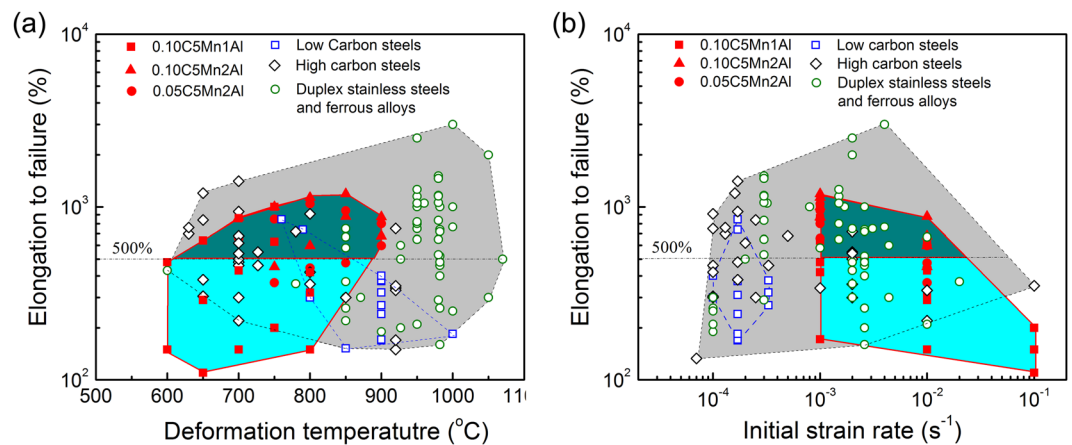 (a)
10⁴
10³
10²
Elongation to failure (%)
0.10C5Mn1Al
0.10C5Mn2Al
0.05C5Mn2Al
Low Carbon steels
High carbon steels
Duplex stainless steels
and ferrous alloys
500%
500 600 700 800 900 1000 110
Deformation temperatutre (°C)
(b)
10⁴
10³
10²
Elongation to failure (%)
0.10C5Mn1Al
0.10C5Mn2Al
0.05C5Mn2Al
Low carbon steels
High carbon steels
Duplex stainless steels
and ferrous alloys
500%
10⁻⁴ 10⁻³ 10⁻² 10⁻¹
Initial strain rate (s⁻¹)